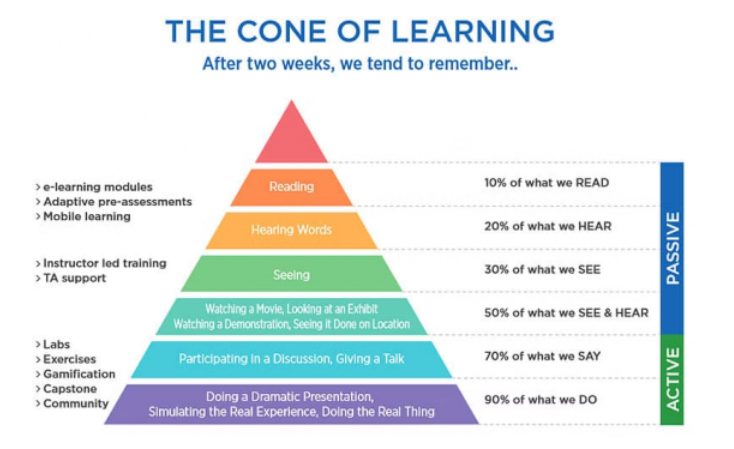 THE CONE OF LEARNING
After two weeks, we tend to remember..
> e-learning modules
> Adaptive pre-assessments
> Mobile learning
Reading
10% of what we READ
Hearing Words
20% of what we HEAR
> Instructor led training
> TA support
Seeing
30% of what we SEE
Watching a Movie, Looking at an Exhibit
Watching a Demonstration, Seeing it Done on Location
50% of what we SEE & HEAR
PASSIVE
> Labs
> Exercises
> Gamification
> Capstone
> Community
Participating in a Discussion, Giving a Talk
70% of what we SAY
Doing a Dramatic Presentation,
Simulating the Real Experience, Doing the Real Thing
90% of what we DO
ACTIVE